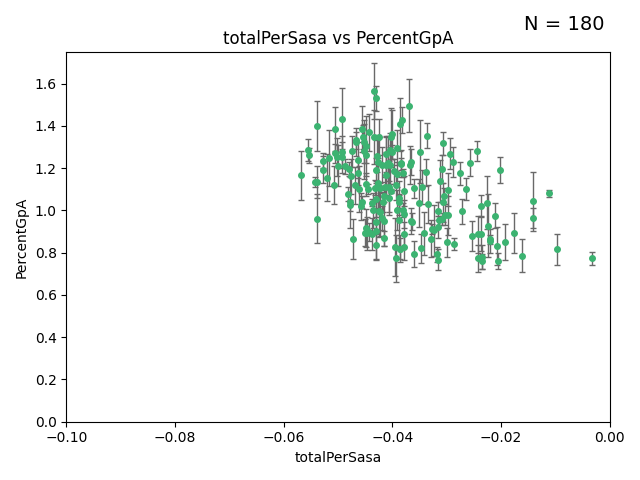 N = 180
totalPerSasa vs PercentGpA
PercentGpA
1.6
1.4
1.2
1.0
0.8
0.6
0.4
0.2
0.0
−0.10 −0.08 −0.06 −0.04 −0.02 0.00
totalPerSasa